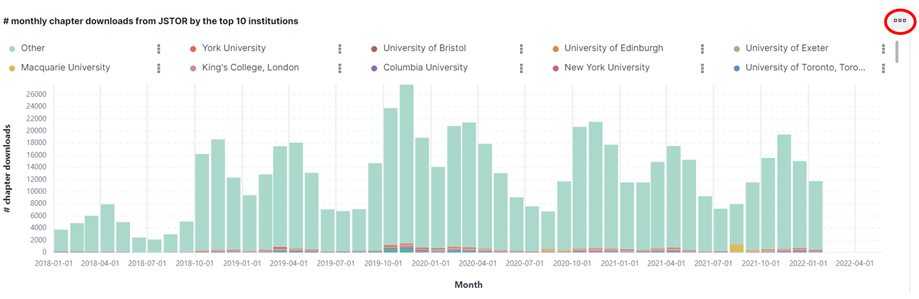 # monthly chapter downloads from JSTOR by the top 10 institutions
Other York University University of Bristol University of Edinburgh University of Exeter
Macquarie University King's College, London Columbia University New York University University of Toronto, Toro...
# chapter downloads
26000
24000
22000
20000
18000
16000
14000
12000
10000
8000
6000
4000
2000
0
2018-01-01 2018-04-01 2018-07-01 2018-10-01 2019-01-01 2019-04-01 2019-07-01 2019-10-01 2020-01-01 2020-04-01 2020-07-01 2020-10-01 2021-01-01 2021-04-01 2021-07-01 2021-10-01 2022-01-01 2022-04-01
Month